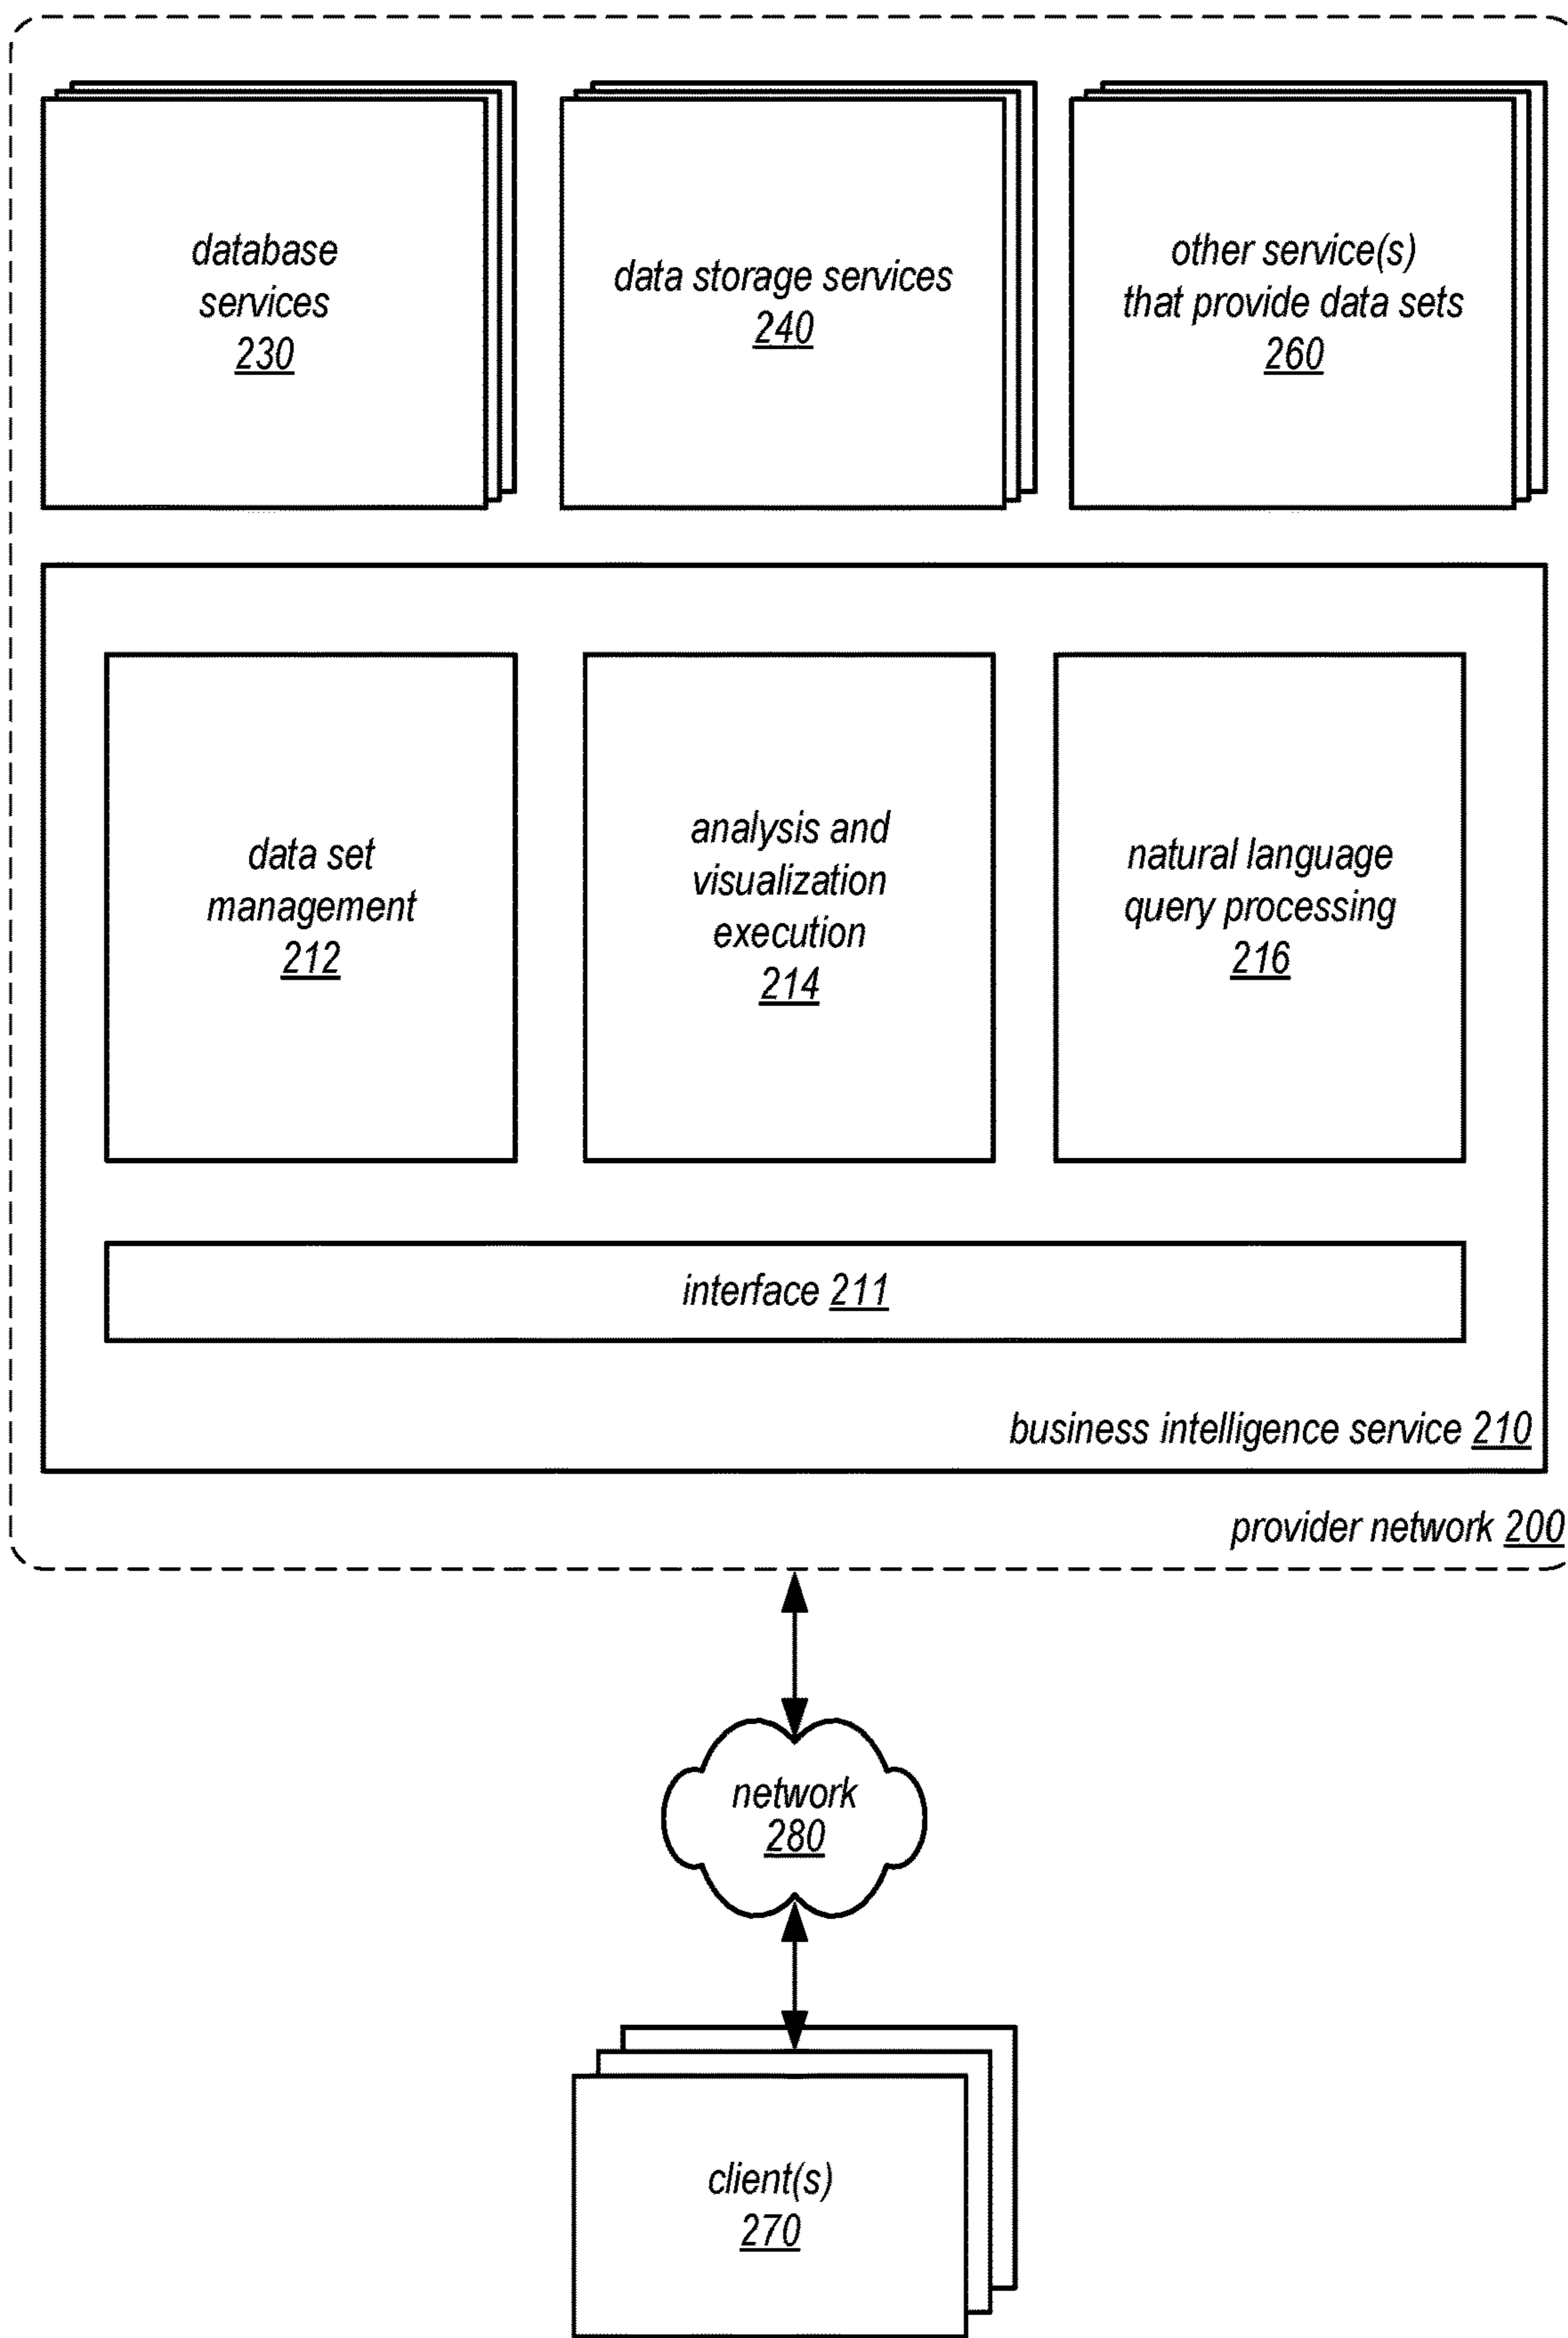 database
services
230
data storage services
240
other service(s)
that provide data sets
260
data set
management
212
analysis and
visualization
execution
214
natural language
query processing
216
interface 211
business intelligence service 210
provider network 200
network
280
client(s)
270